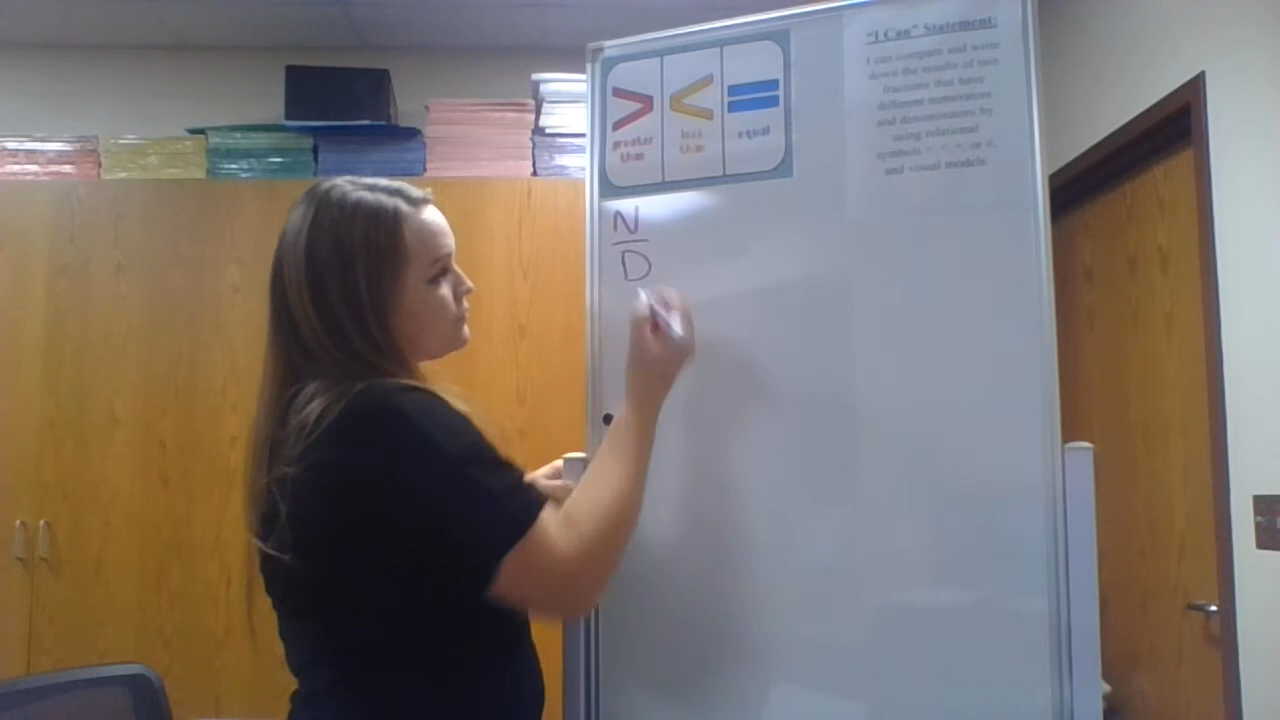 > < =
greater than
less than
equal
"I Can" Statement:
I can compare and write
down the results of two
fractions that have
different numerators
and denominators by
using relational
symbols
and visual models
N
D